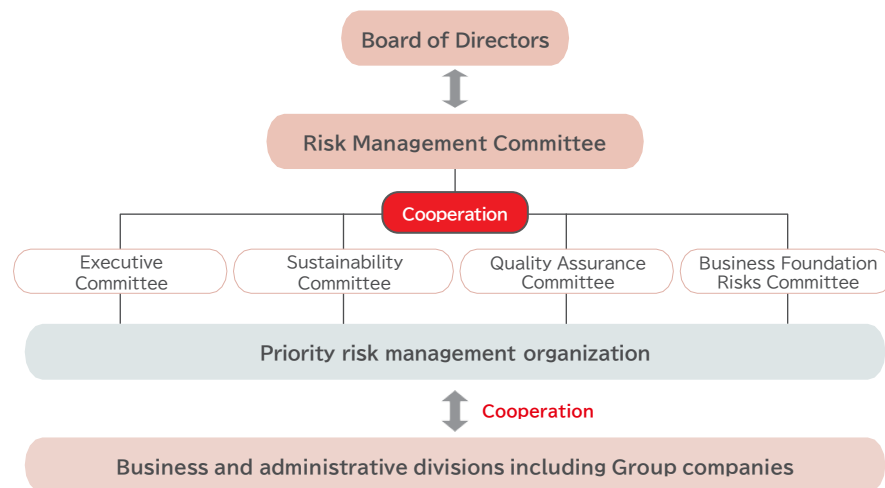 Board of Directors
Risk Management Committee
Cooperation
Executive
Committee
Sustainability
Committee
Quality Assurance
Committee
Business Foundation
Risks Committee
Priority risk management organization
Cooperation
Business and administrative divisions including Group companies